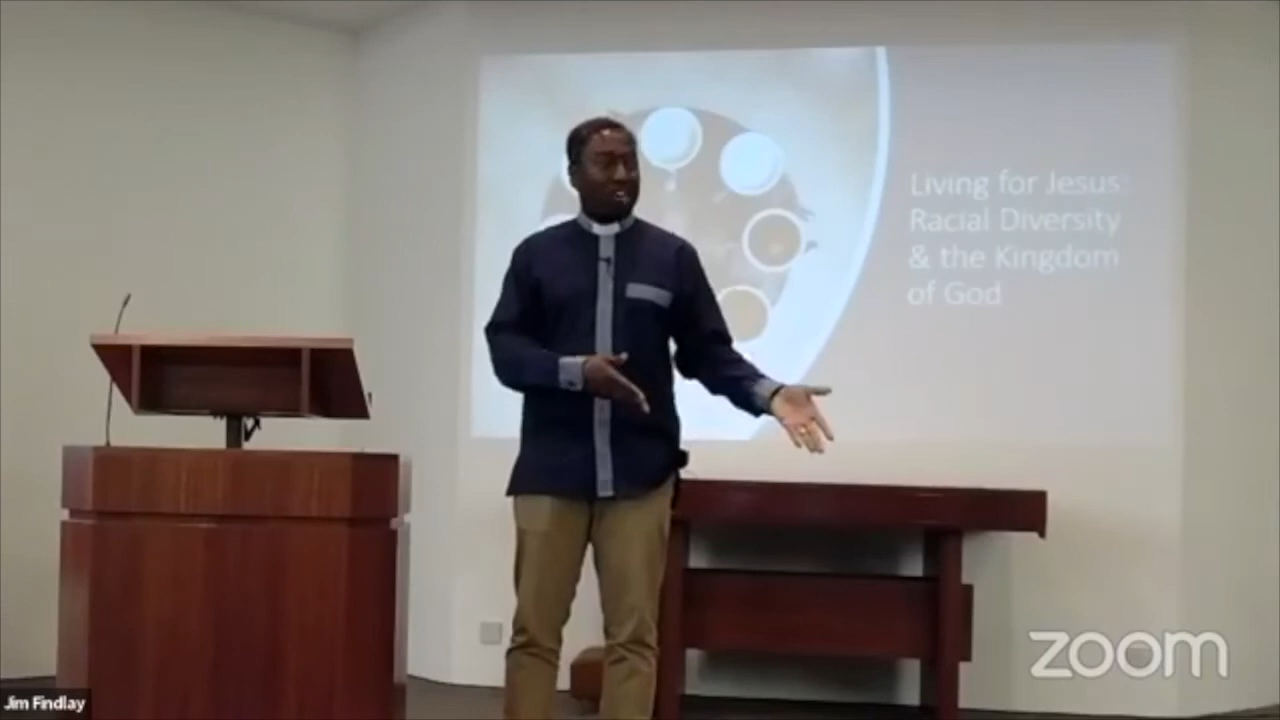 Living for Jesus:
Racial Diversity
& the Kingdom
of God
zoom
Jim Findlay